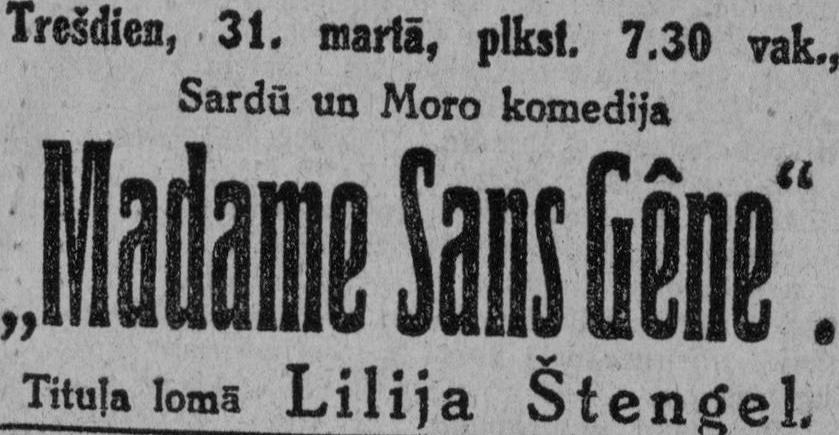 Trešdien, 31. martā, plkst. 7.30 vak.,
Sardū un Moro komedija
„Madame Sans Gêne“.
Tituļa lomā Lilija Štengel.